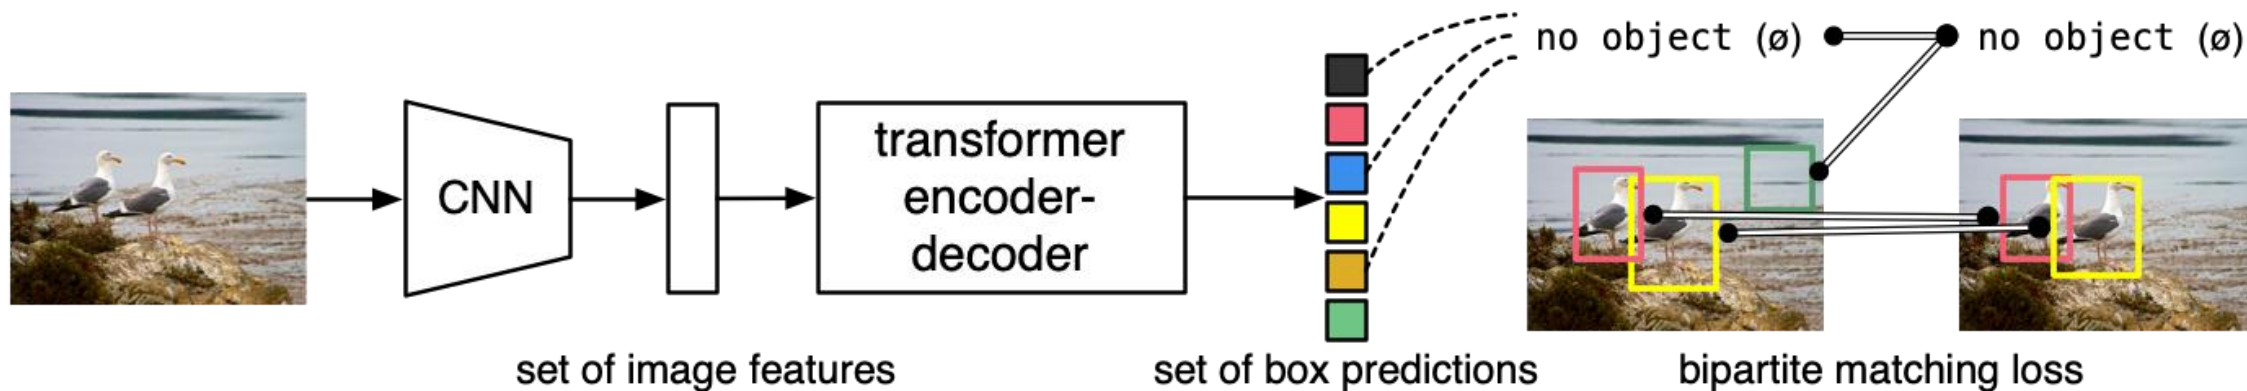 no object (ø)
no object (ø)
CNN
transformer
encoder-
decoder
set of image features
set of box predictions
bipartite matching loss